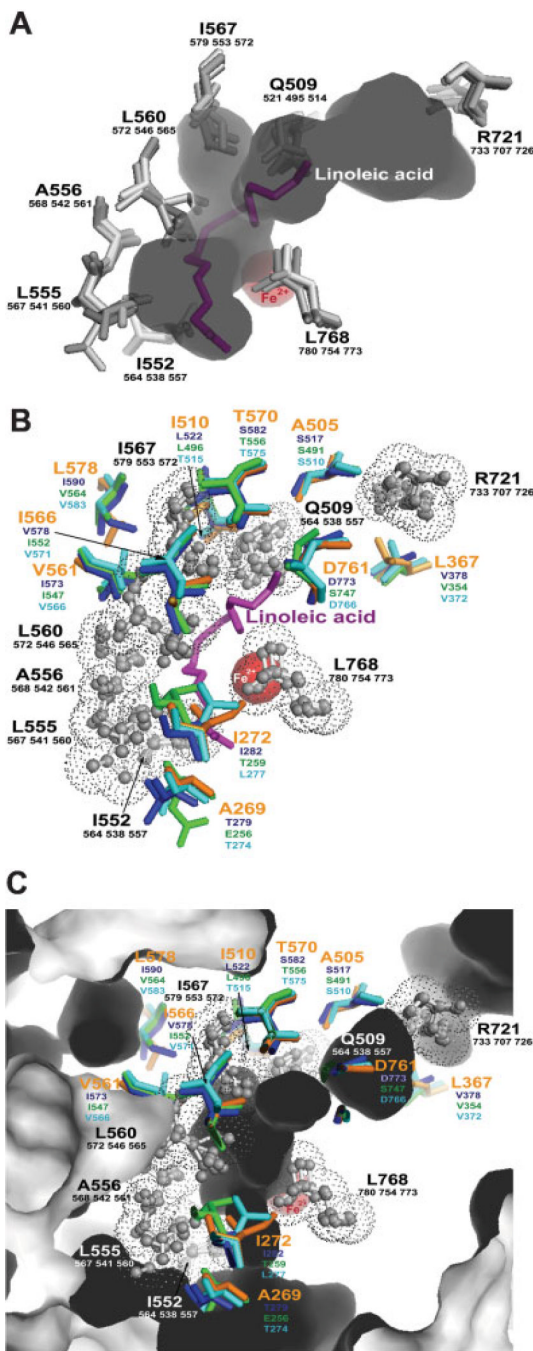 A
I567
579 553 572
Q509
521 495 514
L560
572 546 565
R721
733 707 726
A556
568 542 561
Linoleic acid
L555
567 541 560
Fe2+
L768
780 754 773
I552
564 538 557
B
I510
L522
L496
T515
T570
S582
T556
T575
A505
S517
S491
S510
I567
579 553 572
L578
I590
V564
V583
R721
733 707 726
Q509
564 538 557
I566
V578
I552
V571
V561
I573
I547
V566
D761
D773
S747
D766
L367
V378
V354
V372
Linoleic acid
L560
572 546 565
A556
568 542 561
Fe2+
L768
780 754 773
L555
567 541 560
I272
I282
T259
L277
I552
564 538 557
A269
T279
E256
T274
C
L578
I590
V564
V583
I510
L522
L496
T515
T570
S582
T556
T575
A505
S517
S491
S510
I567
579 553 572
R721
733 707 726
I566
V578
I552
Q509
564 538 557
V561
I573
I547
V566
D761
D773
S747
D766
L367
V378
V354
V372
L560
572 546 565
A556
568 542 561
L768
780 754 773
L555
567 541 560
I272
I282
T259
L277
I552
564 538 557
A269
T279
E256
T274